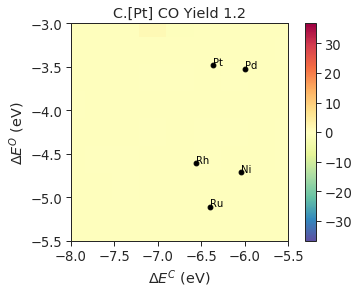 C.[Pt] CO Yield 1.2
−3.0
−3.5
−4.0
−4.5
−5.0
−5.5
ΔE^O (eV)
Pt
Pd
Rh
Ni
Ru
−8.0 −7.5 −7.0 −6.5 −6.0 −5.5
ΔE^C (eV)
30
20
10
0
−10
−20
−30